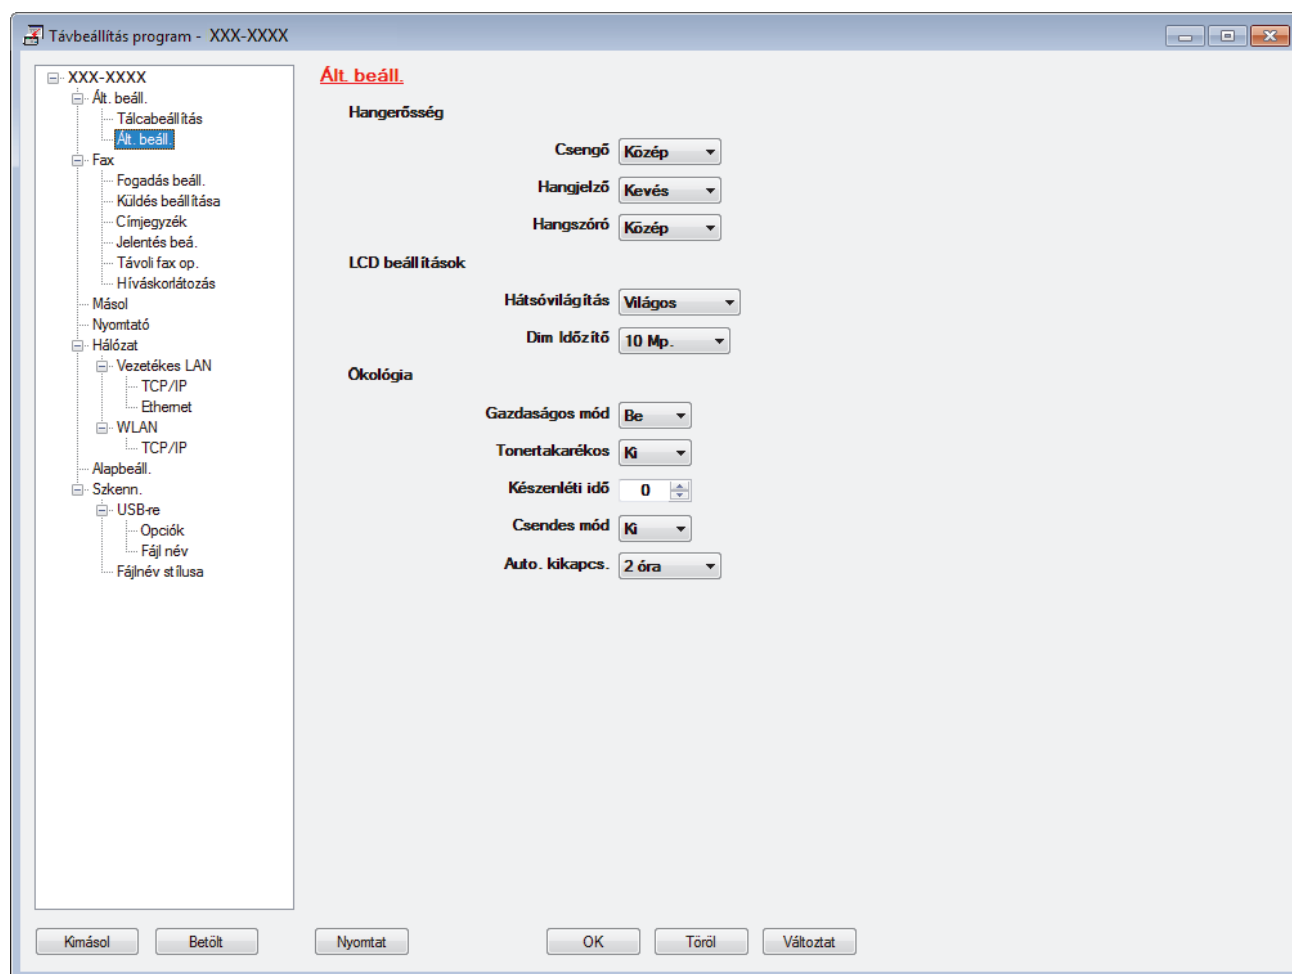 Távbeállítás program - XXX-XXXX
XXX-XXXX
Ált. beáll.
Tálcabeállítás
Ált. beáll.
Fax
Fogadás beáll.
Küldés beállítása
Címjegyzék
Jelentés beá.
Távoli fax op.
Híváskorlátozás
Másol
Nyomtató
Hálózat
Vezetékes LAN
TCP/IP
Ethernet
WLAN
TCP/IP
Alapbeáll.
Szkenn.
USB-re
Opciók
Fájl név
Fájlnév stílusa
Ált. beáll.
Hangerősség
Csengő Közép
Hangjelző Kevés
Hangszóró Közép
LCD beállítások
Hátsóvilágítás Világos
Dim Időzítő 10 Mp.
Ökológia
Gazdaságos mód Be
Tonertakarékos Ki
Készenléti idő 0
Csendes mód Ki
Auto. kikapcs. 2 óra
Kimásol Betölt Nyomtat OK Töröl Változtat